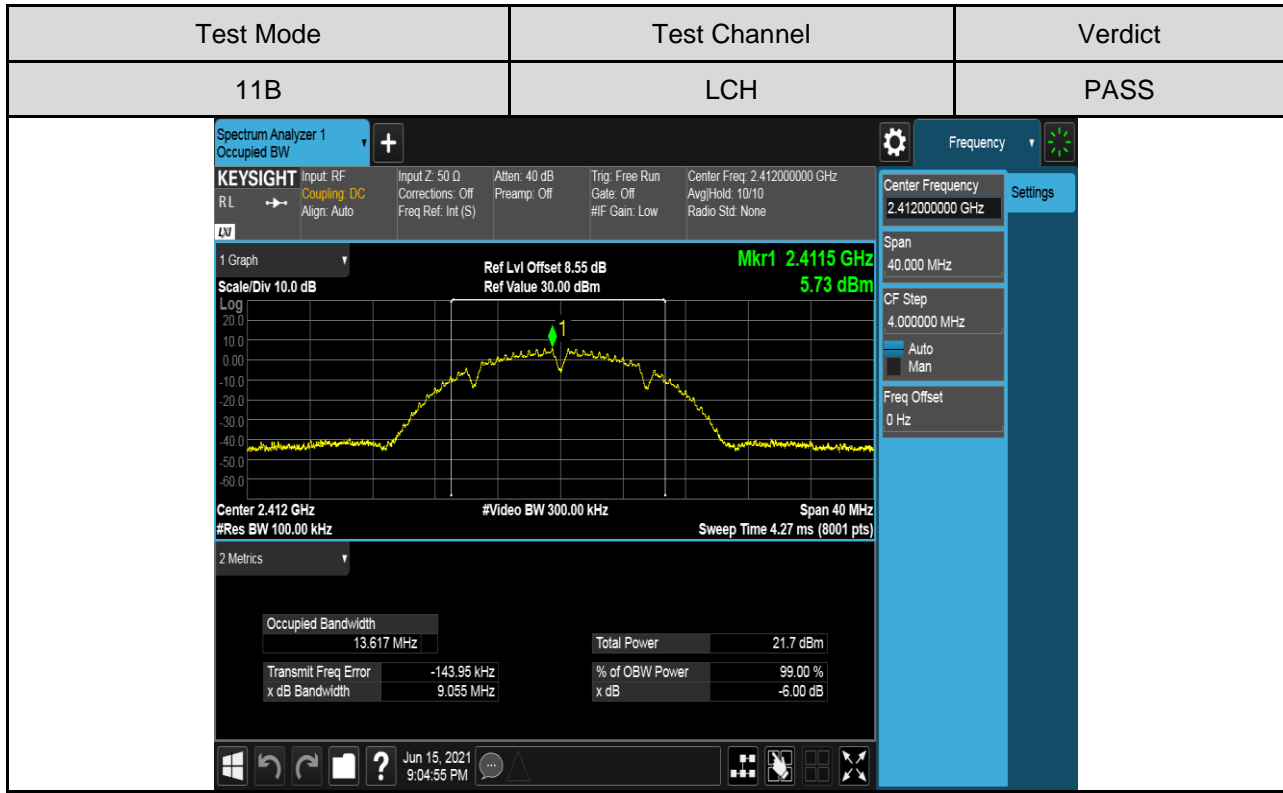 Test Mode Test Channel Verdict
11B LCH PASS
Spectrum Analyzer 1
Occupied BW
+
Frequency
KEYSIGHT
RL
LXI
Input: RF
Coupling: DC
Align: Auto
Input Z: 50 Ω
Corrections: Off
Freq Ref: Int (S)
Atten: 40 dB
Preamp: Off
Trig: Free Run
Gate: Off
#IF Gain: Low
Center Freq: 2.412000000 GHz
Avg|Hold: 10/10
Radio Std: None
Center Frequency
2.412000000 GHz
Settings
Span
40.000 MHz
CF Step
4.000000 MHz
Auto
Man
Freq Offset
0 Hz
1 Graph
Scale/Div 10.0 dB
Ref Lvl Offset 8.55 dB
Ref Value 30.00 dBm
Mkr1 2.4115 GHz
5.73 dBm
Log
20.0
10.0
0.00
-10.0
-20.0
-30.0
-40.0
-50.0
-60.0
1
Center 2.412 GHz #Video BW 300.00 kHz Span 40 MHz
#Res BW 100.00 kHz Sweep Time 4.27 ms (8001 pts)
2 Metrics
Occupied Bandwidth
13.617 MHz
Total Power 21.7 dBm
Transmit Freq Error -143.95 kHz
% of OBW Power 99.00 %
x dB Bandwidth 9.055 MHz
x dB -6.00 dB
?
Jun 15, 2021
9:04:55 PM